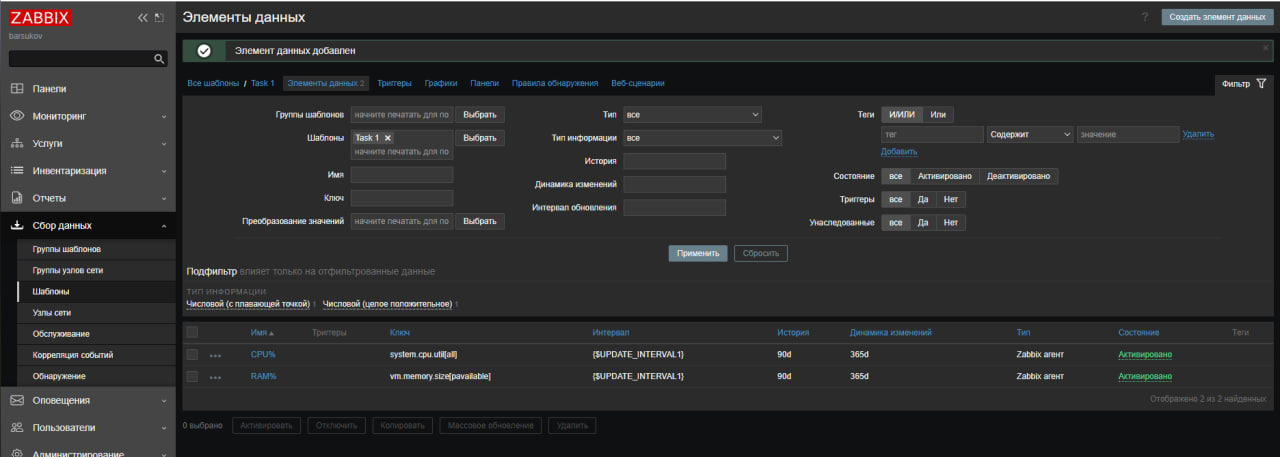 ZABBIX
barsukov
Панели
Мониторинг
Услуги
Инвентаризация
Отчеты
Сбор данных
Группы шаблонов
Группы узлов сети
Шаблоны
Узлы сети
Обслуживание
Корреляция событий
Обнаружение
Оповещения
Пользователи
Администрирование
Элементы данных ? Создать элемент данных
Элемент данных добавлен
Все шаблоны / Task 1 Элементы данных 2 Триггеры Графики Панели Правила обнаружения Веб-сценарии Фильтр
Группы шаблонов начните печатать для по Выбрать Тип все Теги И/ИЛИ Или
тег Содержит значение Удалить
Шаблоны Task 1 Выбрать Тип информации все
начните печатать для по Добавить
История
Имя Состояние все Активировано Деактивировано
Динамика изменений
Ключ Триггеры все Да Нет
Интервал обновления
Преобразование значений начните печатать для по Выбрать Унаследованные все Да Нет
Применить Сбросить
Подфильтр влияет только на отфильтрованные данные
ТИП ИНФОРМАЦИИ
Числовой (с плавающей точкой) 1 Числовой (целое положительное) 1
Имя Триггеры Ключ Интервал История Динамика изменений Тип Состояние Теги
CPU% system.cpu.util[all] {$UPDATE_INTERVAL1} 90d 365d Zabbix агент Активировано
RAM% vm.memory.size[pavailable] {$UPDATE_INTERVAL1} 90d 365d Zabbix агент Активировано
Отображено 2 из 2 найденных
0 выбрано Активировать Отключить Копировать Массовое обновление Удалить